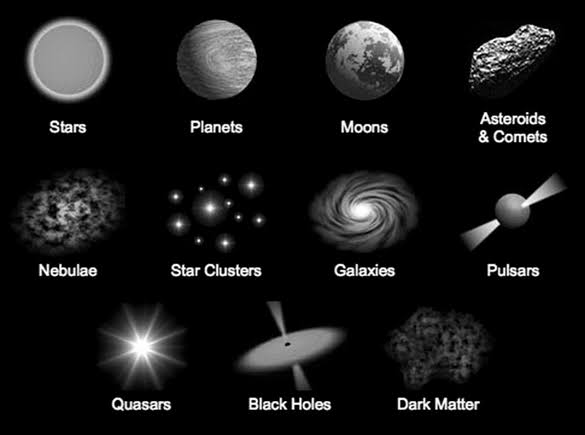 Stars
Planets
Moons
Asteroids
& Comets
Nebulae
Star Clusters
Galaxies
Pulsars
Quasars
Black Holes
Dark Matter